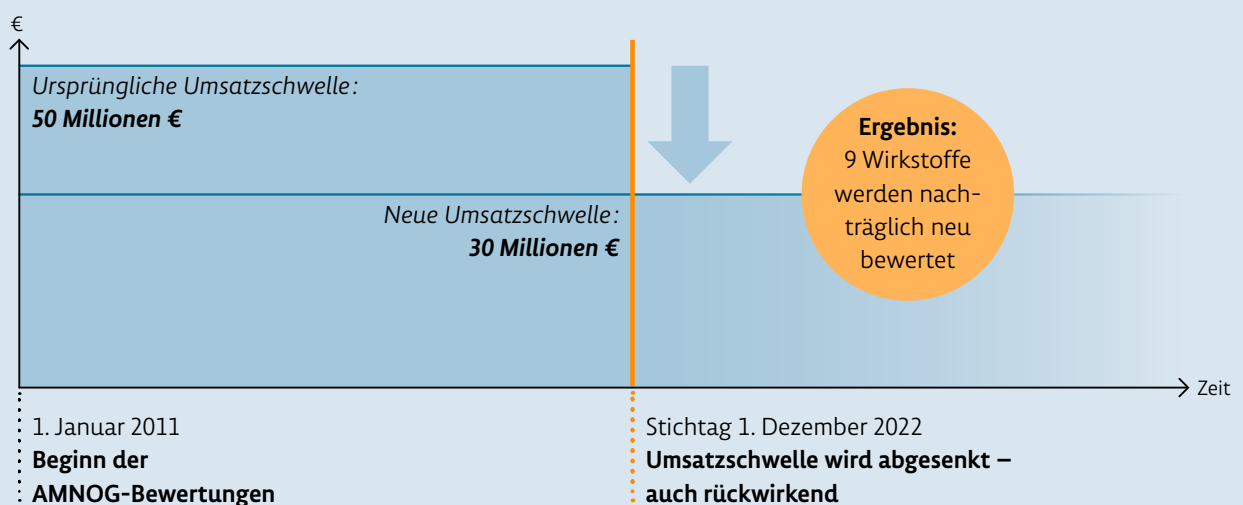 €
Ursprüngliche Umsatzschwelle:
50 Millionen €
Neue Umsatzschwelle:
30 Millionen €
Ergebnis:
9 Wirkstoffe
werden nach-
träglich neu
bewertet
Zeit
1. Januar 2011
Beginn der
AMNOG-Bewertungen
Stichtag 1. Dezember 2022
Umsatzschwelle wird abgesenkt –
auch rückwirkend